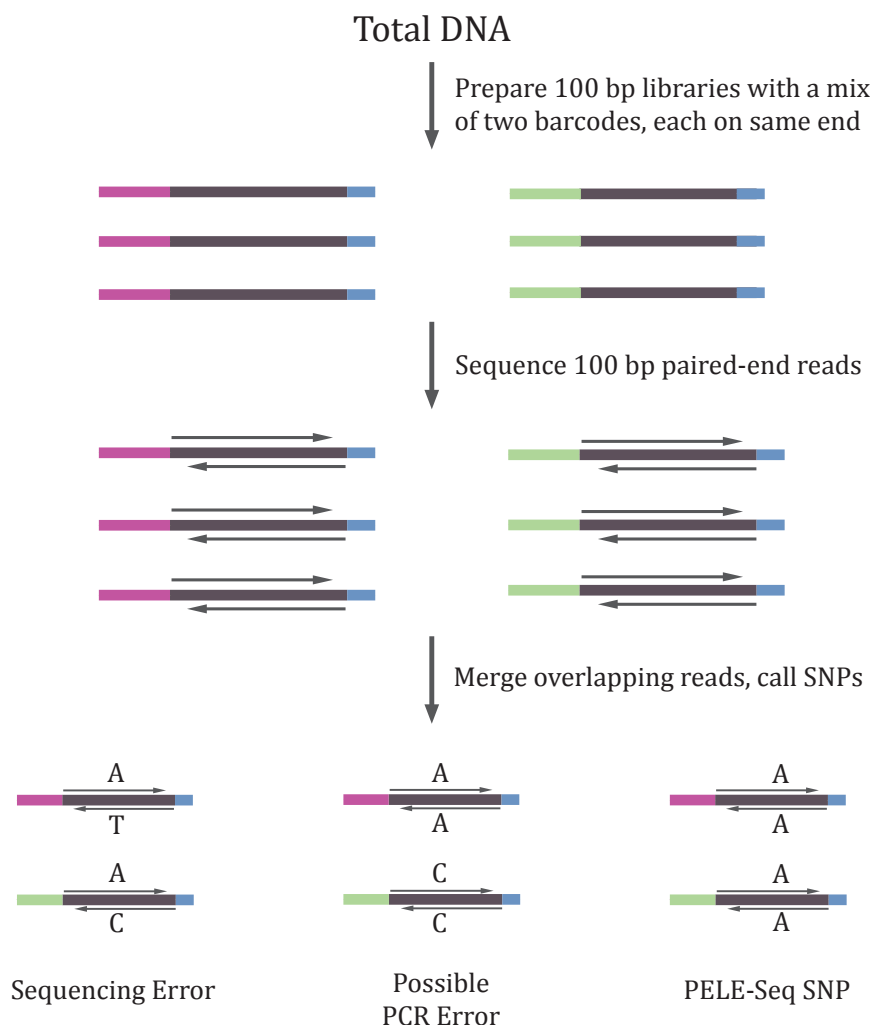 Total DNA
Prepare 100 bp libraries with a mix
of two barcodes, each on same end
Sequence 100 bp paired-end reads
Merge overlapping reads, call SNPs
A
A
A
T
A
A
A
C
A
C
C
A
Sequencing Error
Possible
PCR Error
PELE-Seq SNP